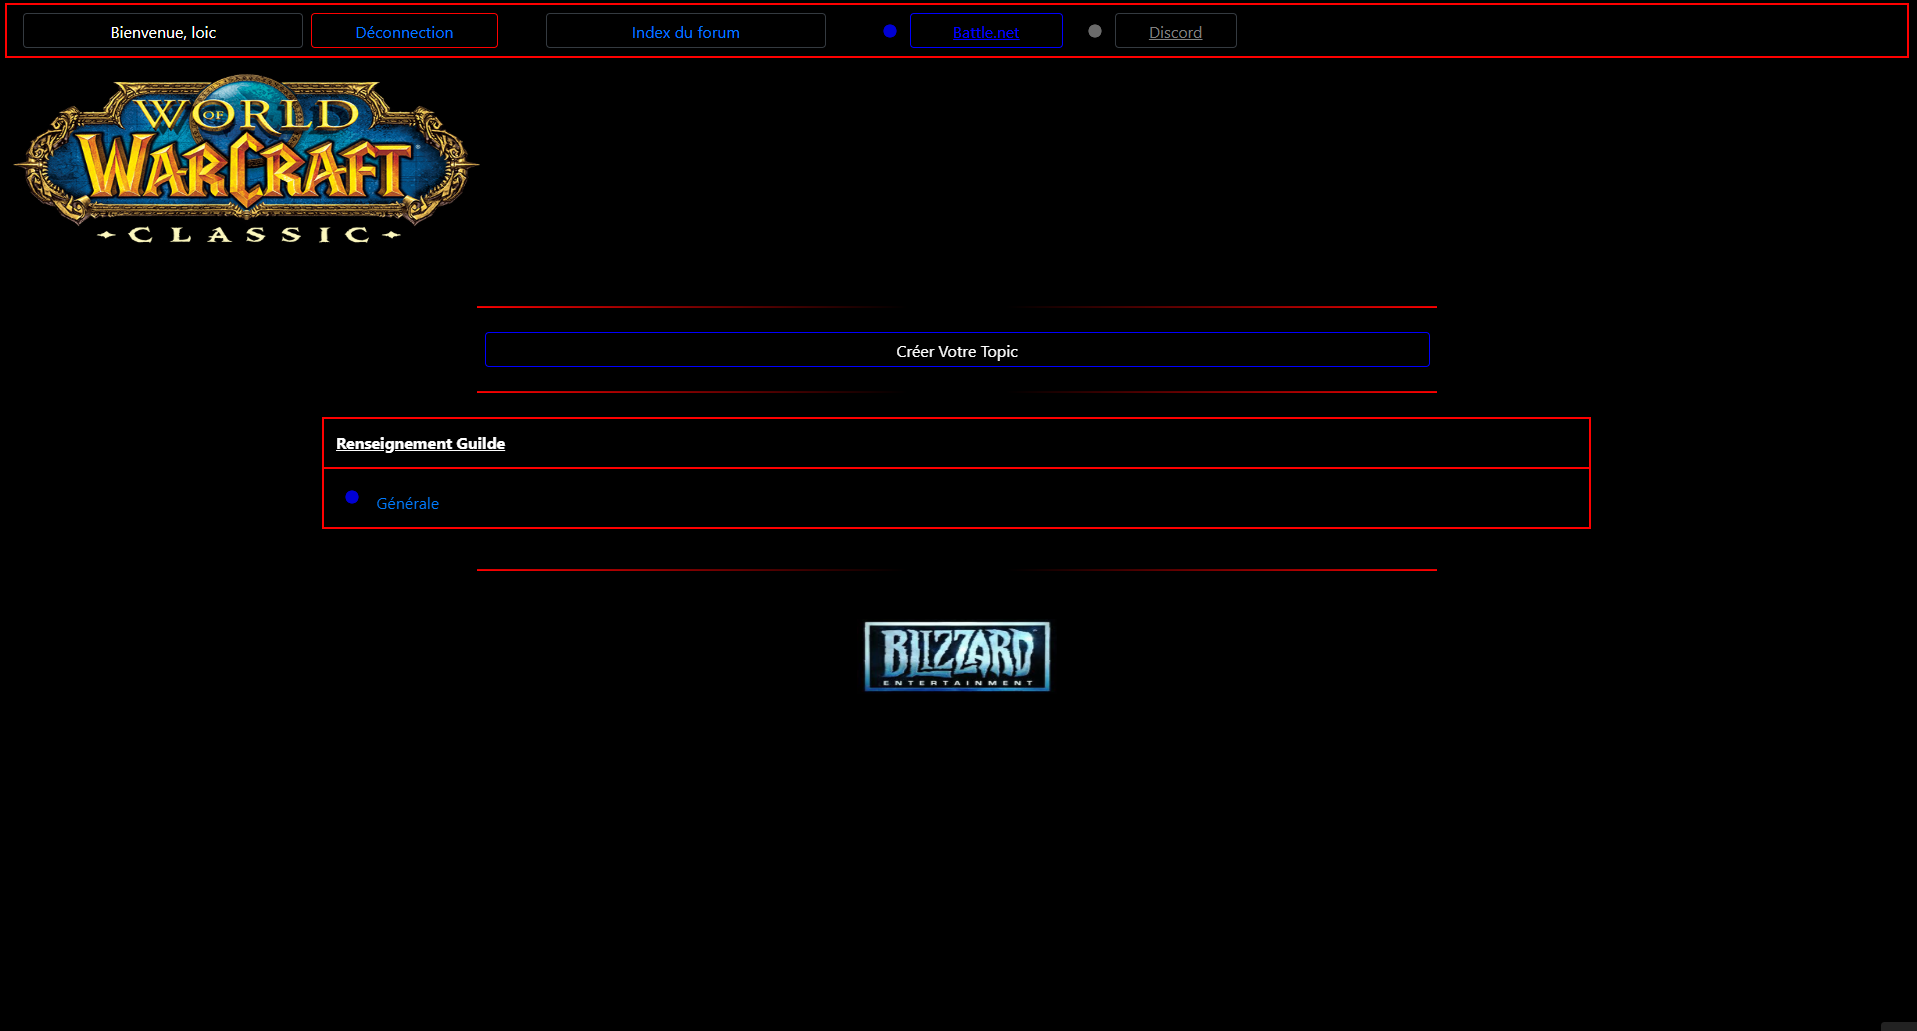 Bienvenue, loic
Déconnection
Index du forum
Battle.net
Discord
WORLD OF
WARCRAFT
CLASSIC
Créer Votre Topic
Renseignement Guilde
Générale
BLIZZARD
ENTERTAINMENT